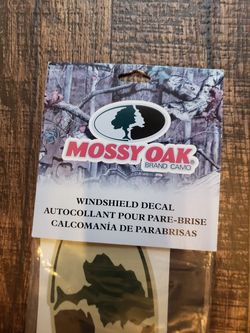 MOSSY OAK
BRAND CAMO
WINDSHIELD DECAL
AUTOCOLLANT POUR PARE-BRISE
CALCOMANÍA DE PARABRISAS